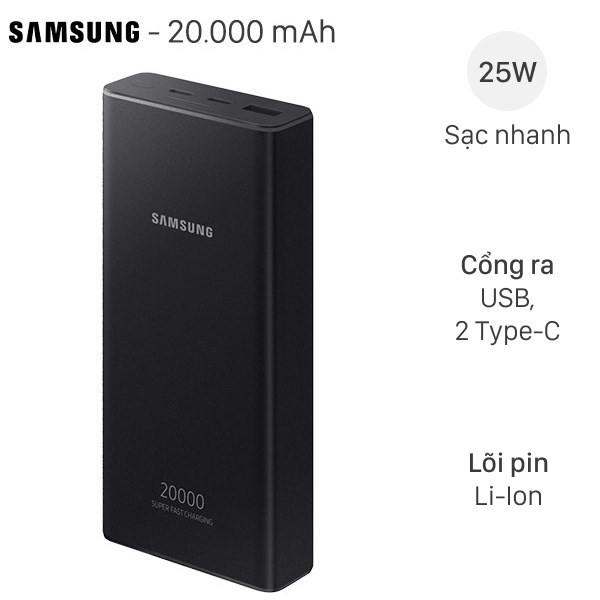 SAMSUNG - 20.000 mAh
25W
Sạc nhanh
SAMSUNG
Cổng ra
USB,
2 Type-C
Lõi pin
Li-Ion
20000
SUPER FAST CHARGING